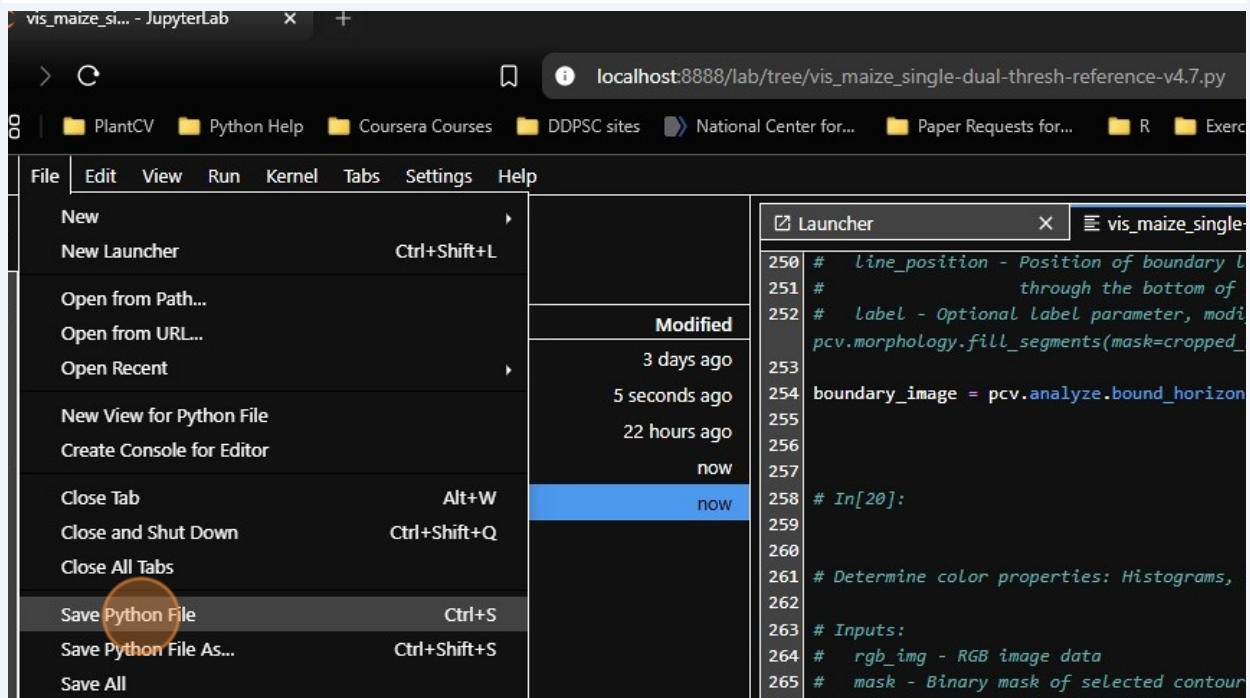 vis_maize_si... - JupyterLab
localhost:8888/lab/tree/vis_maize_single-dual-thresh-reference-v4.7.py
PlantCV Python Help Coursera Courses DDPSC sites National Center for... Paper Requests for... R Exerc
File Edit View Run Kernel Tabs Settings Help
New
New Launcher Ctrl+Shift+L
Open from Path...
Open from URL...
Open Recent
New View for Python File
Create Console for Editor
Close Tab Alt+W
Close and Shut Down Ctrl+Shift+Q
Close All Tabs
Save Python File Ctrl+S
Save Python File As... Ctrl+Shift+S
Save All
Modified
3 days ago
5 seconds ago
22 hours ago
now
now
Launcher vis_maize_single-
250 # line_position - Position of boundary l
251 # through the bottom of
252 # label - Optional label parameter, modi
pcv.morphology.fill_segments(mask=cropped_
253
254 boundary_image = pcv.analyze.bound_horizon
255
256
257
258 # In[20]:
259
260
261 # Determine color properties: Histograms,
262
263 # Inputs:
264 # rgb_img - RGB image data
265 # mask - Binary mask of selected contour